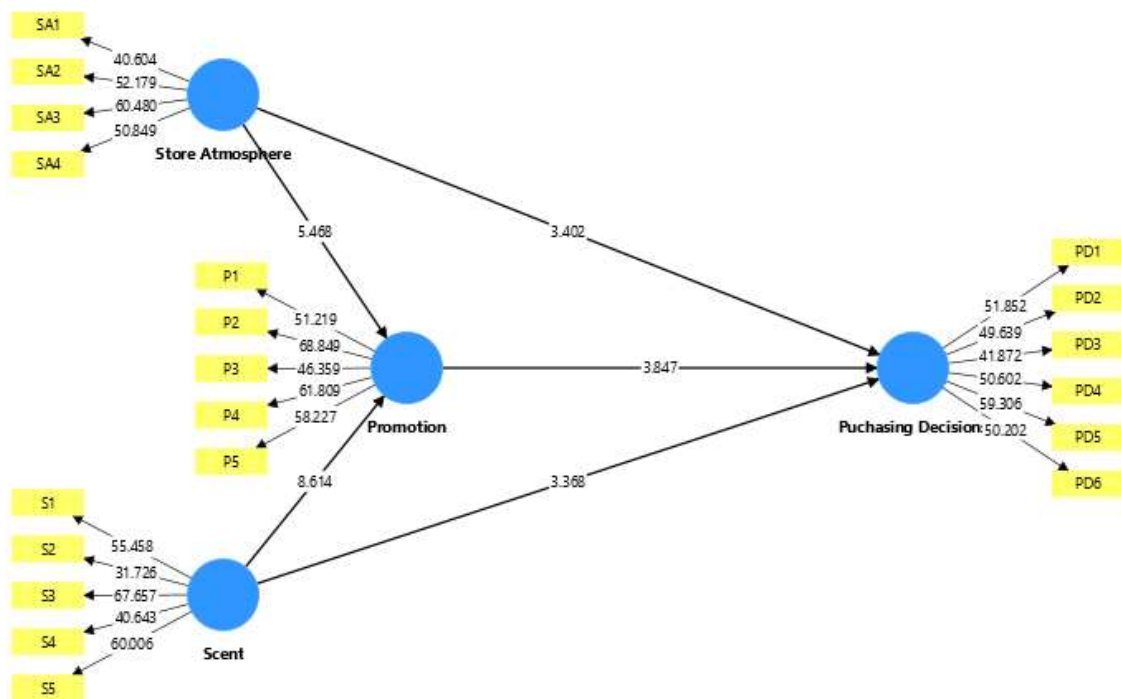 SA1
40.604
SA2
52.179
SA3
60.480
SA4
50.849
Store Atmosphere
5.468
3.402
P1
51.219
P2
68.849
P3
46.359
P4
61.809
P5
58.227
Promotion
3.847
PD1
51.852
PD2
49.639
PD3
41.872
PD4
50.602
PD5
59.306
PD6
50.202
Puchasing Decision
8.614
3.368
S1
55.458
S2
31.726
S3
67.657
S4
40.643
S5
60.006
Scent